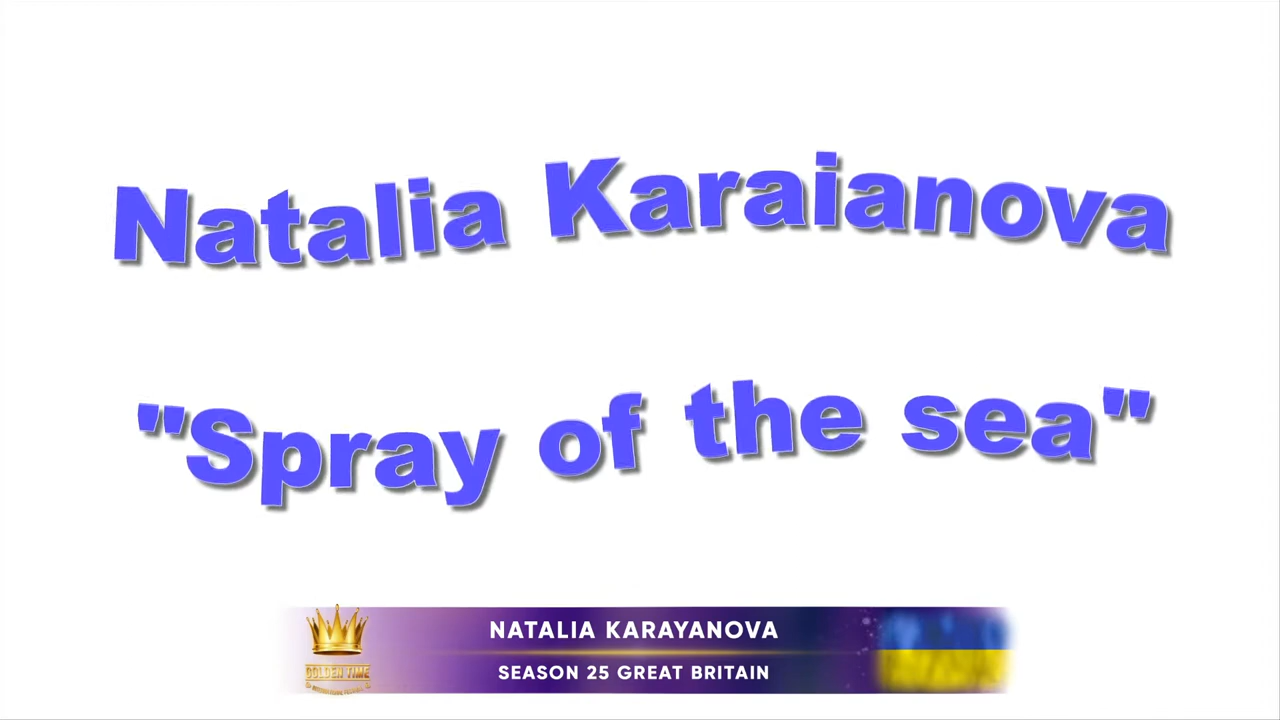 Natalia Karaianova
"Spray of the sea"
NATALIA KARAYANOVA
SEASON 25 GREAT BRITAIN
GOLDEN TIME